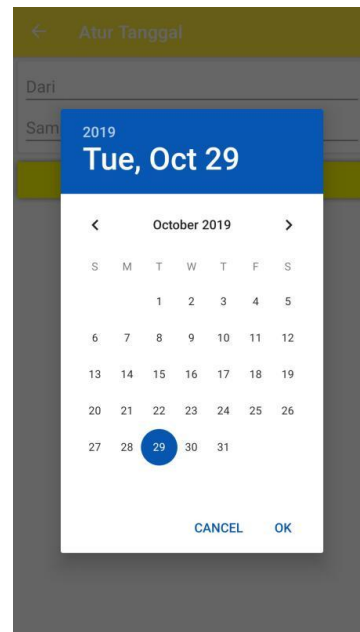 Atur Tanggal
Dari
Sam
2019
Tue, Oct 29
October 2019
S M T W T F S
1 2 3 4 5
6 7 8 9 10 11 12
13 14 15 16 17 18 19
20 21 22 23 24 25 26
27 28 29 30 31
CANCEL OK